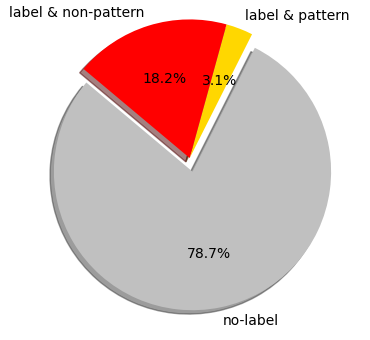 label & non-pattern
label & pattern
18.2%
3.1%
78.7%
no-label